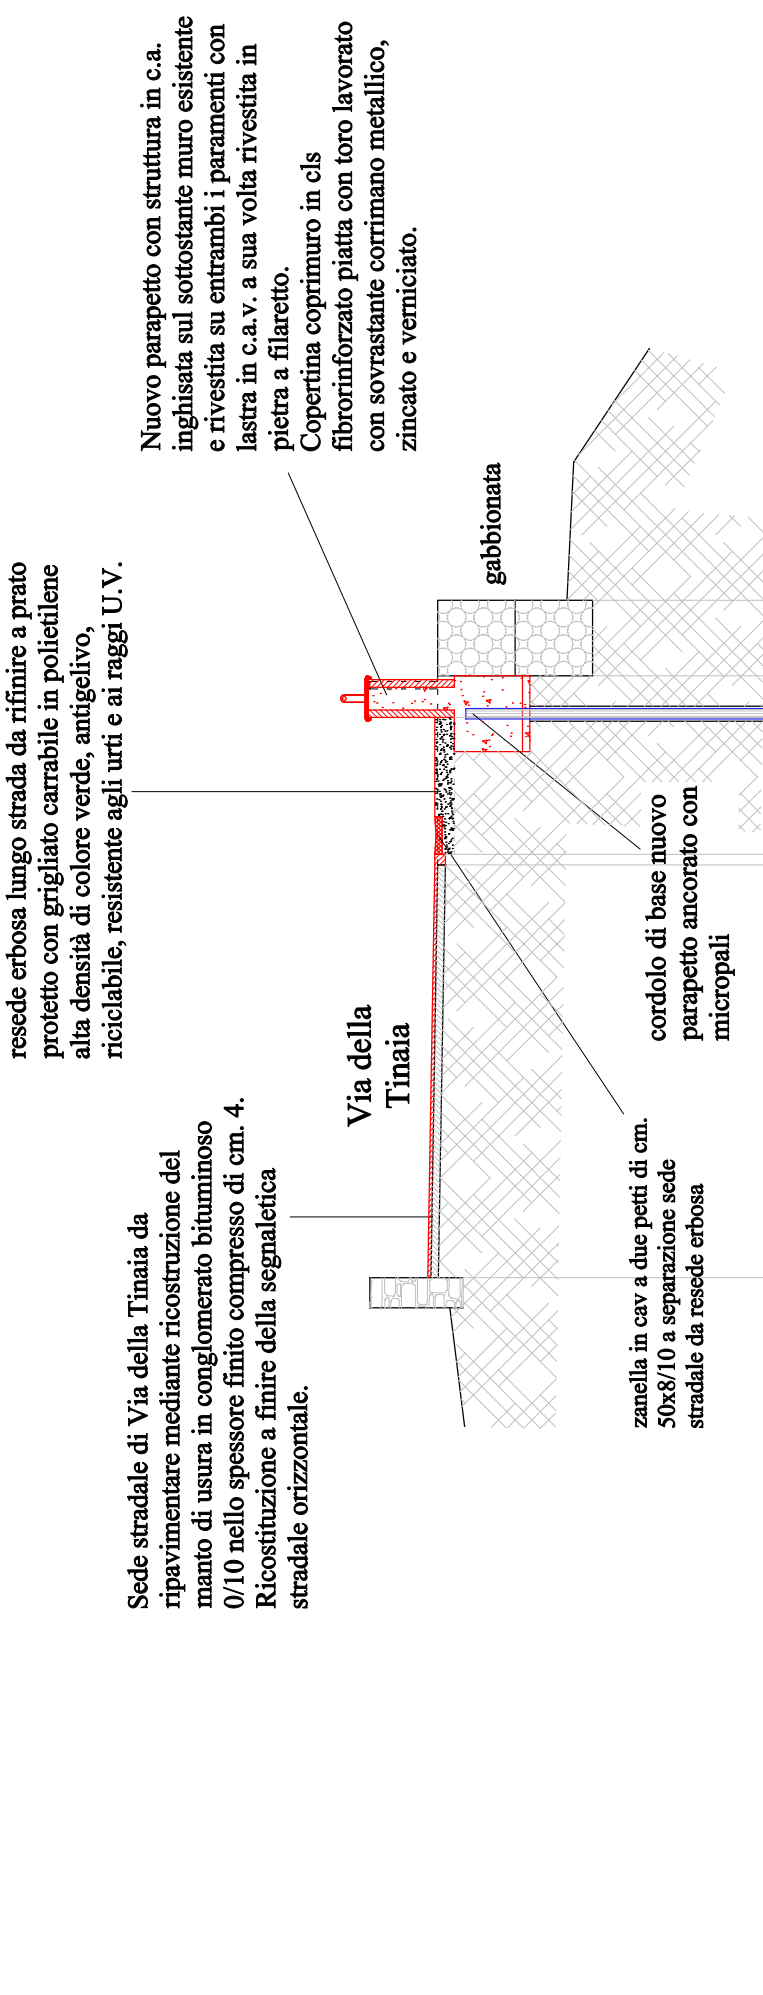 Sede stradale di Via della Tinaia da
ripavimentare mediante ricostruzione del
manto di usura in conglomerato bituminoso
0/10 nello spessore finito compresso di cm. 4.
Ricostituzione a finire della segnaletica
stradale orizzontale.
resede erbosa lungo strada da rifinire a prato
protetto con grigliato carrabile in polietilene
alta densità di colore verde, antigelivo,
riciclabile, resistente agli urti e ai raggi U.V.
Nuovo parapetto con struttura in c.a.
inghisata sul sottostante muro esistente
e rivestita su entrambi i paramenti con
lastra in c.a.v. a sua volta rivestita in
pietra a filaretto.
Copertina coprimuro in cls
fibrorinforzato piatta con toro lavorato
con sovrastante corrimano metallico,
zincato e verniciato.
Via della
Tinaia
gabbionata
zanella in cav a due petti di cm.
50x8/10 a separazione sede
stradale da resede erbosa
cordolo di base nuovo
parapetto ancorato con
micropali